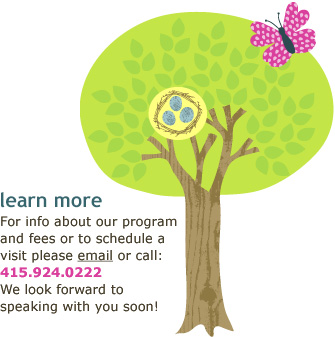 learn more
For info about our program
and fees or to schedule a
visit please email or call:
415.924.0222
We look forward to
speaking with you soon!